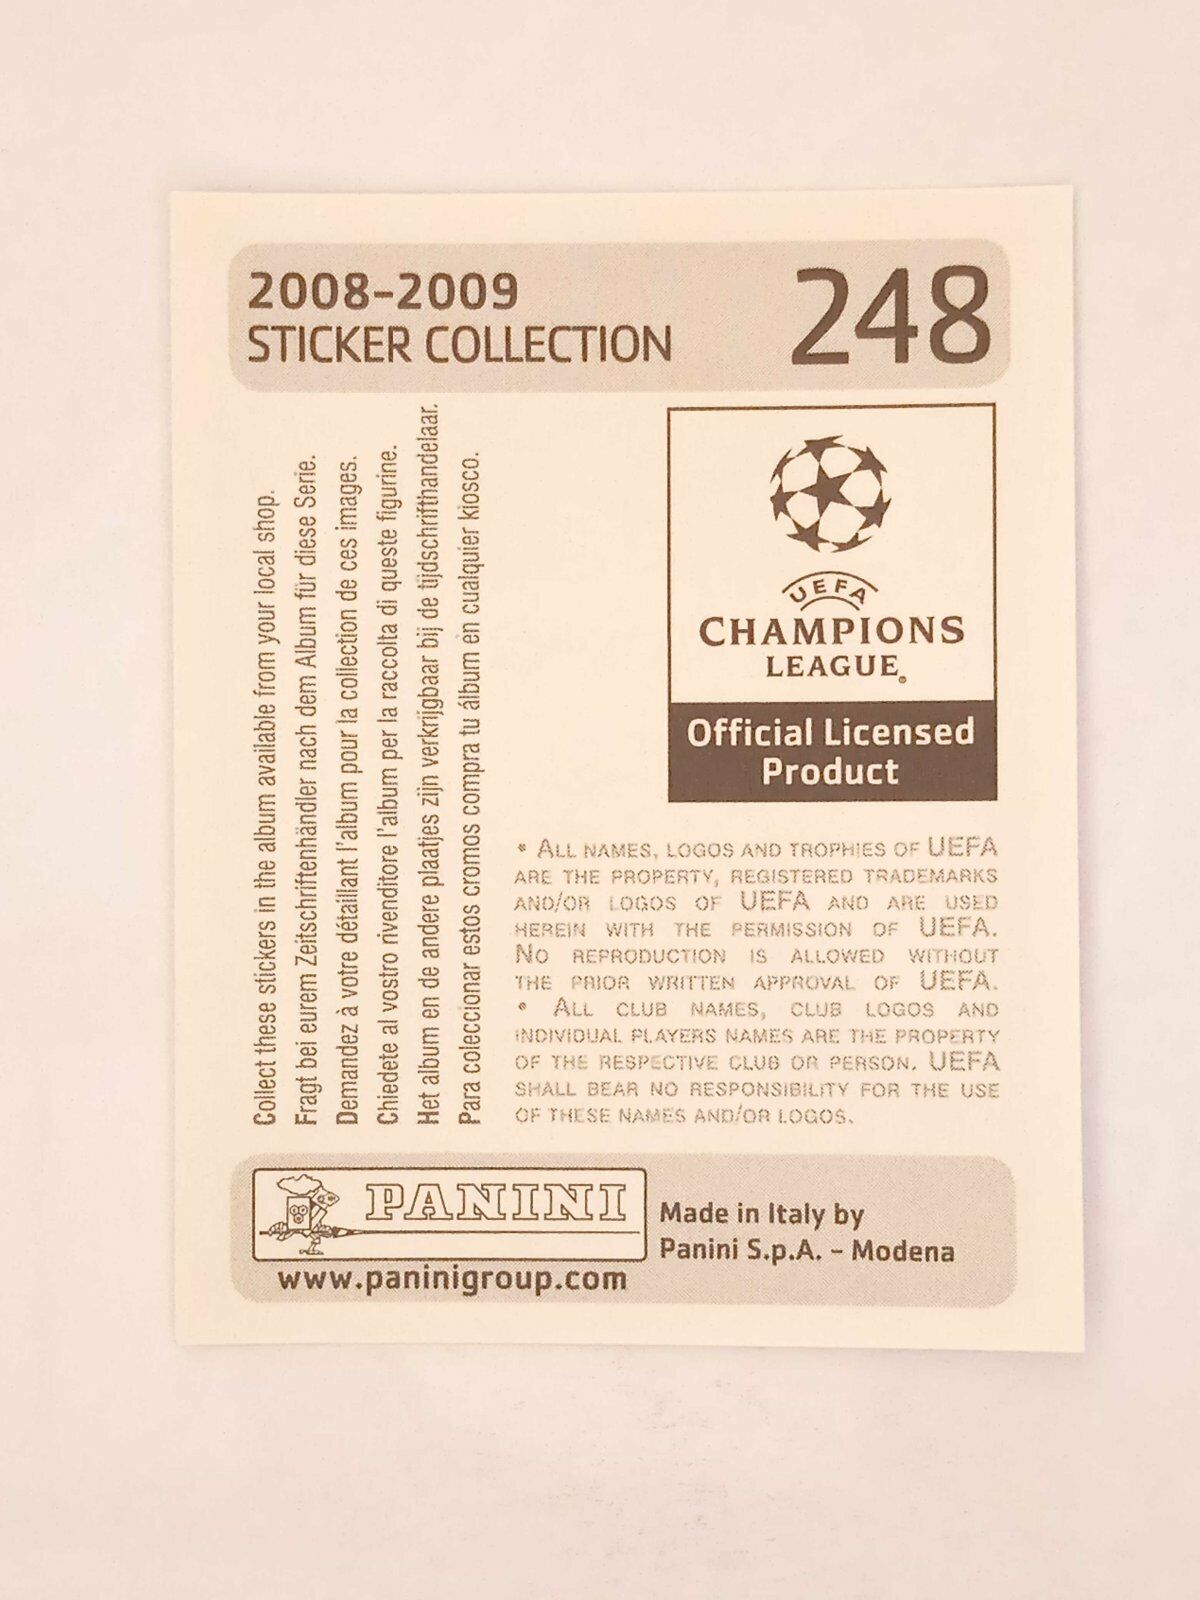 2008-2009
STICKER COLLECTION
248
Collect these stickers in the album available from your local shop.
Fragt bei eurem Zeitschriftenhändler nach dem Album für diese Serie.
Demandez à votre détaillant l'album pour la collection de ces images.
Chiedete al vostro rivenditore l'album per la raccolta di queste figurine.
Het album en de andere plaatjes zijn verkrijgbaar bij de tijdschrifthandelaar.
Para coleccionar estos cromos compra tu álbum en cualquier kiosco.
UEFA
CHAMPIONS
LEAGUE®
Official Licensed
Product
• ALL NAMES, LOGOS AND TROPHIES OF UEFA
ARE THE PROPERTY, REGISTERED TRADEMARKS
AND/OR LOGOS OF UEFA AND ARE USED
HEREIN WITH THE PERMISSION OF UEFA.
NO REPRODUCTION IS ALLOWED WITHOUT
THE PRIOR WRITTEN APPROVAL OF UEFA.
• ALL CLUB NAMES, CLUB LOGOS AND
INDIVIDUAL PLAYERS NAMES ARE THE PROPERTY
OF THE RESPECTIVE CLUB OR PERSON. UEFA
SHALL BEAR NO RESPONSIBILITY FOR THE USE
OF THESE NAMES AND/OR LOGOS.
PANINI
www.paninigroup.com
Made in Italy by
Panini S.p.A. - Modena